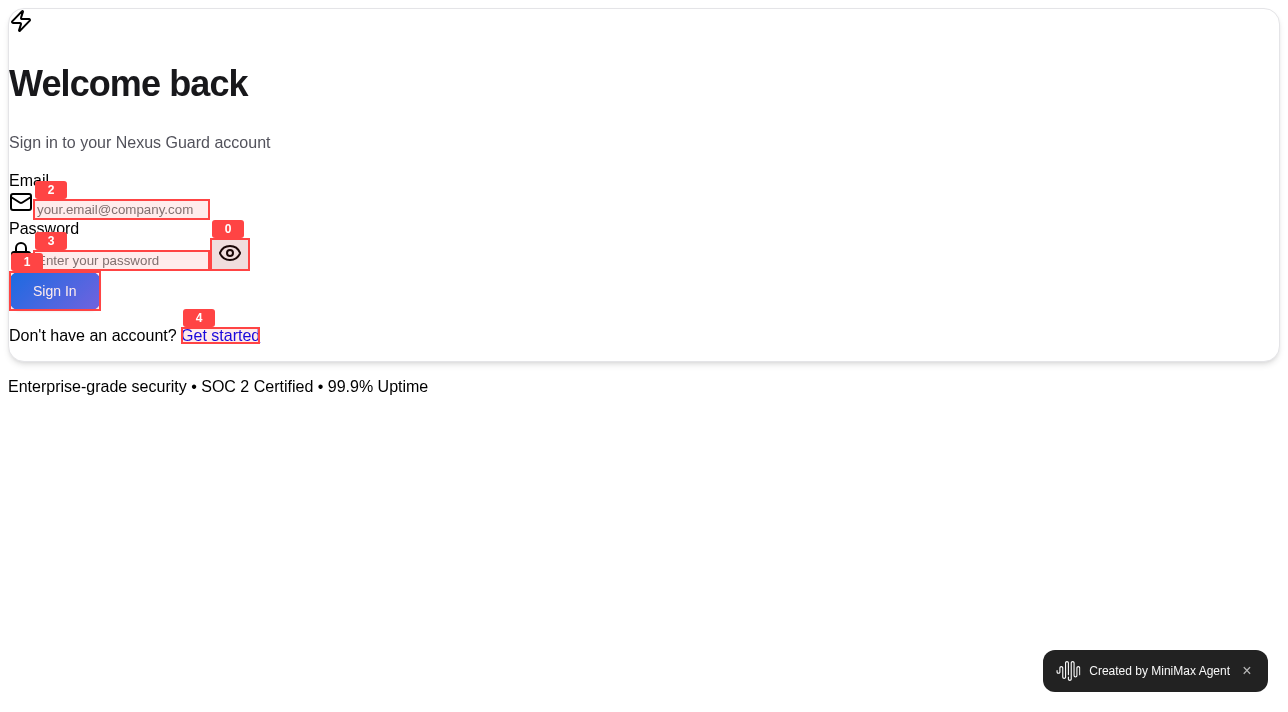 Welcome back
Sign in to your Nexus Guard account
Email
2
your.email@company.com
Password
0
3
Enter your password
1
Sign In
4
Don't have an account? Get started
Enterprise-grade security • SOC 2 Certified • 99.9% Uptime
Created by MiniMax Agent ×